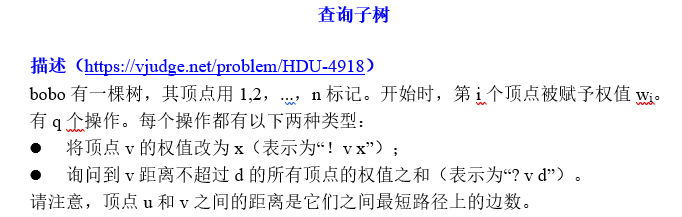 查询子树
描述（https://vjudge.net/problem/HDU-4918）
bobo 有一棵树，其顶点用 1,2，...，n 标记。开始时，第 i 个顶点被赋予权值 wi。
有 q 个操作。每个操作都有以下两种类型：
● 将顶点 v 的权值改为 x（表示为“！v x”）；
● 询问到 v 距离不超过 d 的所有顶点的权值之和（表示为“? v d”）。
请注意，顶点 u 和 v 之间的距离是它们之间最短路径上的边数。